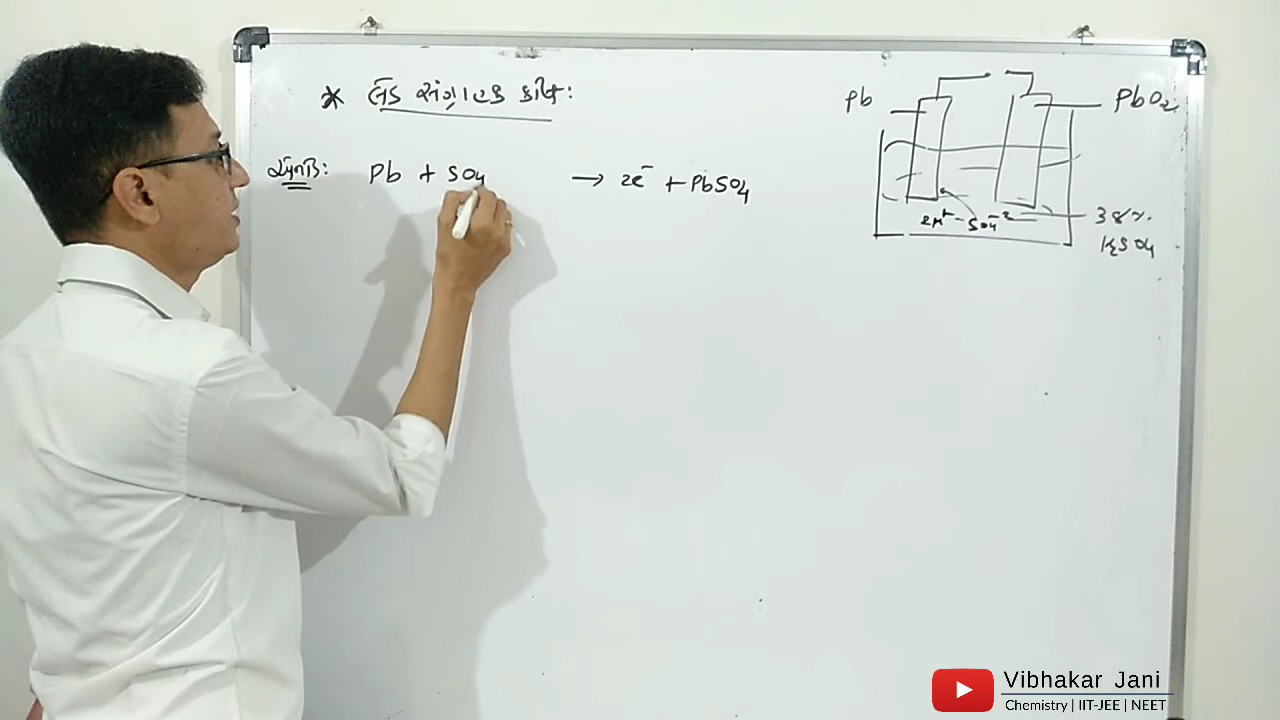 * લેડ સંગ્રાહક કોષ:
Pb PbO₂
એનોડ: Pb + SO₄ → 2e⁻ + PbSO₄
2H⁺ - SO₄⁻²
38%
H₂SO₄
Vibhakar Jani
Chemistry | IIT-JEE | NEET